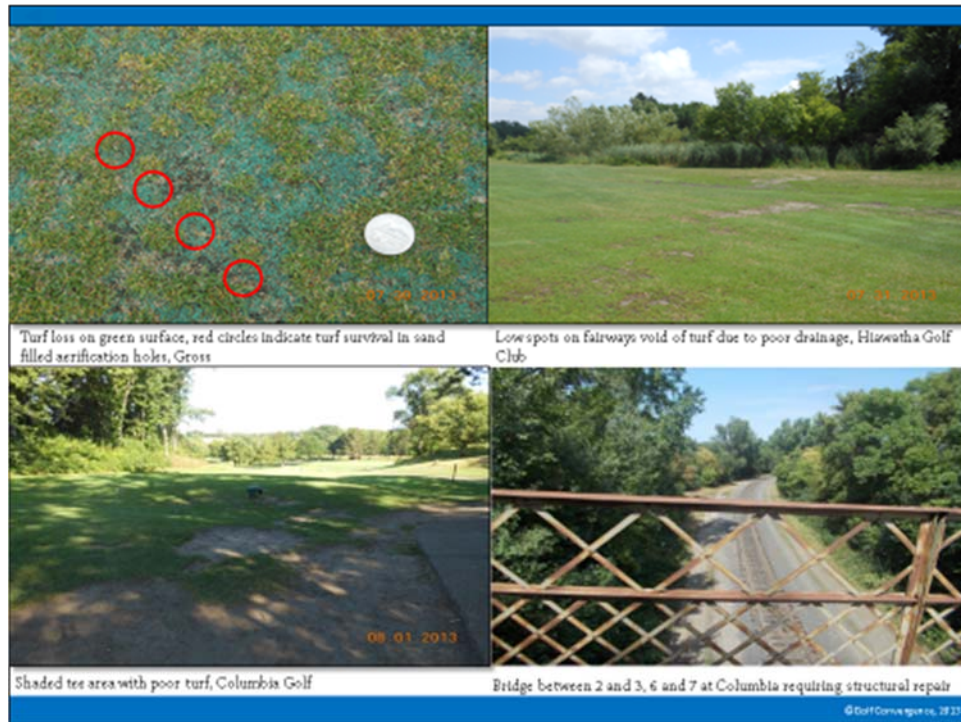 07 08 2013
Turf loss on green surface, red circles indicate turf survival in sand
filled aerification holes, Gross
Low spots on fairways void of turf due to poor drainage, Hiawatha Golf
Club
08 01 2013
Shaded tee area with poor turf, Columbia Golf
Bridge between 2 and 3, 6 and 7 at Columbia requiring structural repair
© Golf Convergence, 2013